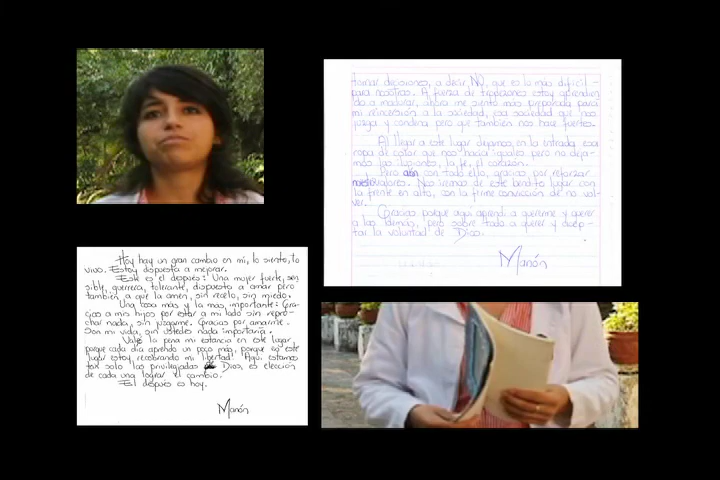 tomar decisiones, a decir NO, que es lo más difícil
para nosotras. A fuerza de tropezones estoy aprendien-
do a madurar, ahora me siento más preparada para
mi reinserción a la sociedad, esa sociedad que nos
juzga y condena pero que también nos hace fuertes.
Al llegar a este lugar dejamos, en la entrada esa
ropa de color que nos hacía iguales pero no deja-
mos las ilusiones, la fe, el corazón.
Pero aún con todo ello, gracias por reforzar
valores. Nos iremos de este bendito lugar con
la frente en alto, con la firme convicción de no vol-
ver.
Gracias porque aquí aprendí a quererme y querer
a los demás, pero sobre todo a querer y acep-
tar la voluntad de Dios.
Manón
Hoy hay un gran cambio en mi, lo siento, lo
vivo. Estoy dispuesta a mejorar.
Este es el después: Una mujer fuerte, sen
sible, guerrera, tolerante, dispuesta a amar pero
también a que la amen, sin recelo, sin miedo.
Una cosa más y la mas importante: Gra-
cias a mis hijos por estar a mi lado sin repro-
char nada, sin juzgarme. Gracias por amarme.
Son mi vida, sin ustedes nada importaría.
Vale la pena mi estancia en este lugar,
porque cada día aprendo un poco más, porque en este
lugar estoy recobrando mi libertad! Aquí estamos
tan solo las privilegiadas de Dios, es elección
de cada una lograr el cambio.
El después es hoy.
Manón